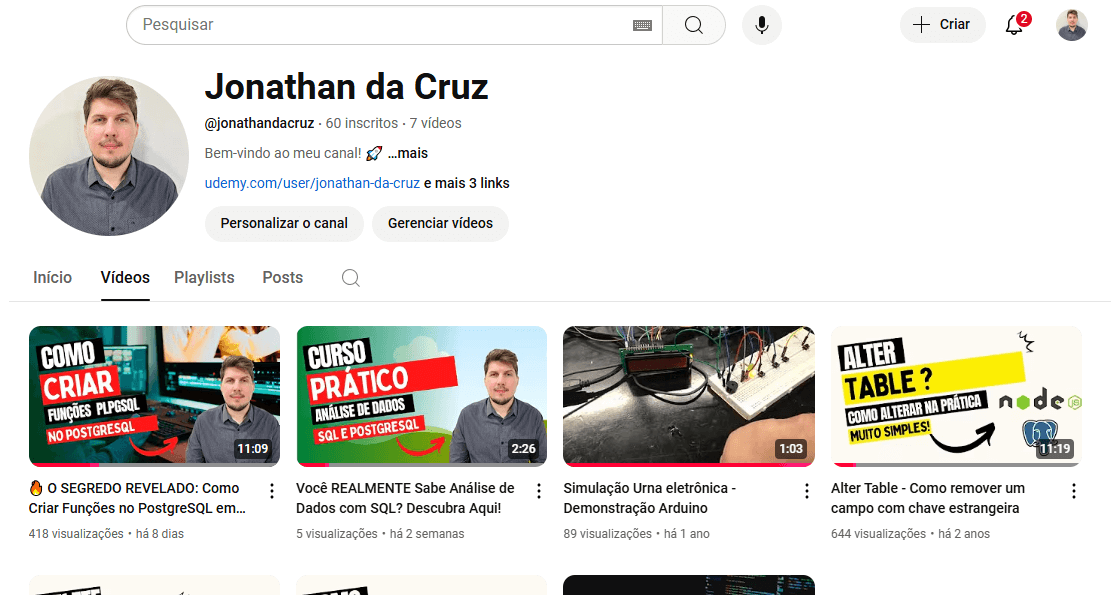 Pesquisar
Criar
2
Jonathan da Cruz
@jonathandacruz · 60 inscritos · 7 vídeos
Bem-vindo ao meu canal! 🚀 ...mais
udemy.com/user/jonathan-da-cruz e mais 3 links
Personalizar o canal
Gerenciar vídeos
Início
Vídeos
Playlists
Posts
COMO
CRIAR
FUNÇÕES PLPGSQL
NO POSTGRESQL
11:09
CURSO
PRÁTICO
ANÁLISE DE DADOS
SQL E POSTGRESQL
2:26
1:03
ALTER
TABLE ?
COMO ALTERAR NA PRÁTICA
MUITO SIMPLES!
node
JS
11:19
🔥 O SEGREDO REVELADO: Como
Criar Funções no PostgreSQL em...
418 visualizações • há 8 dias
Você REALMENTE Sabe Análise de
Dados com SQL? Descubra Aqui!
5 visualizações • há 2 semanas
Simulação Urna eletrônica -
Demonstração Arduino
89 visualizações • há 1 ano
Alter Table - Como remover um
campo com chave estrangeira
644 visualizações • há 2 anos